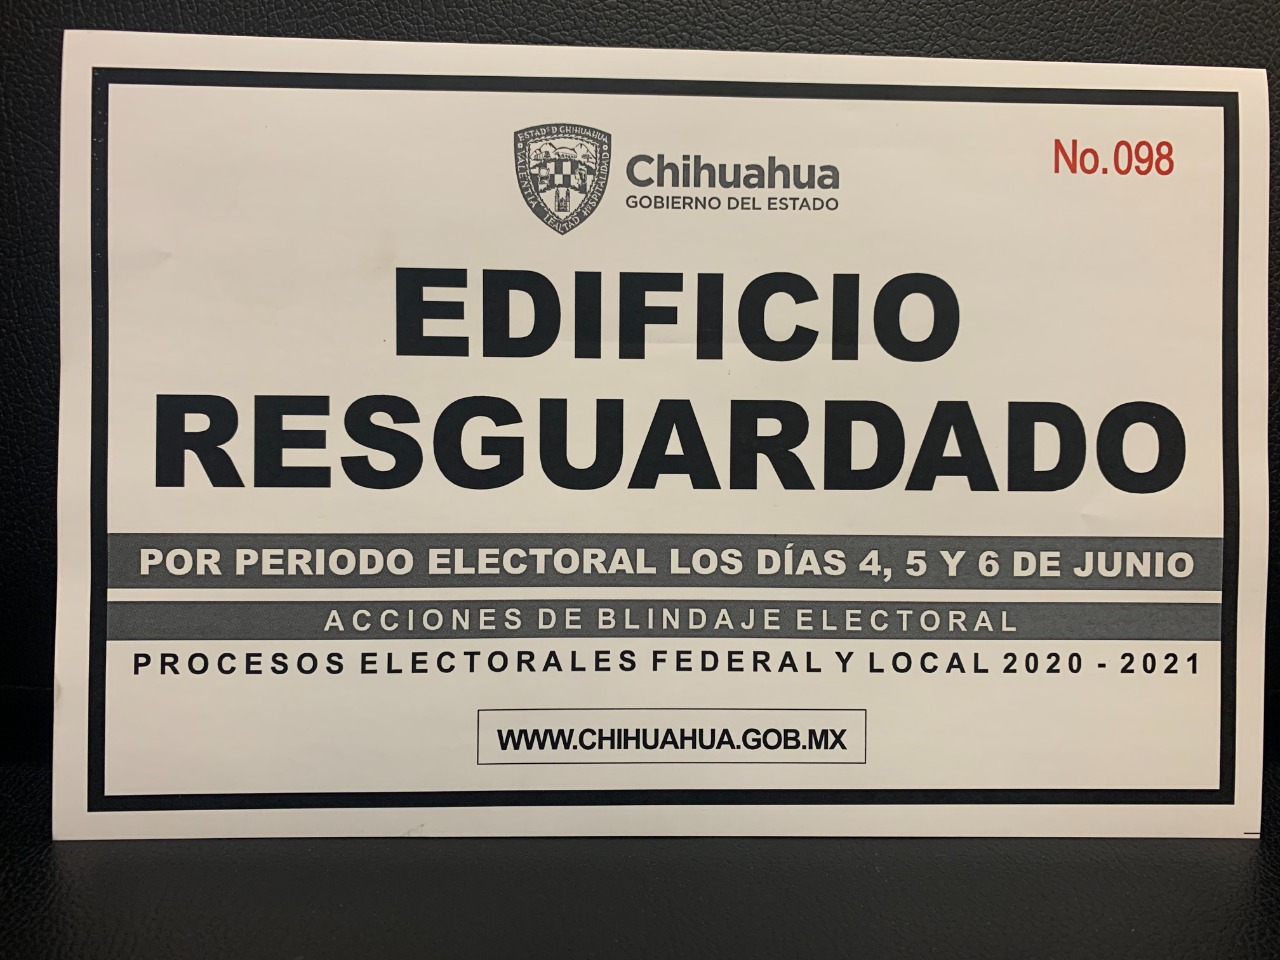 ESTADO D CHIHUAHUA
VALENTIA LEALTAD HOSPITALIDAD
Chihuahua
GOBIERNO DEL ESTADO
No.098
EDIFICIO
RESGUARDADO
POR PERIODO ELECTORAL LOS DÍAS 4, 5 Y 6 DE JUNIO
ACCIONES DE BLINDAJE ELECTORAL
PROCESOS ELECTORALES FEDERAL Y LOCAL 2020 - 2021
WWW.CHIHUAHUA.GOB.MX